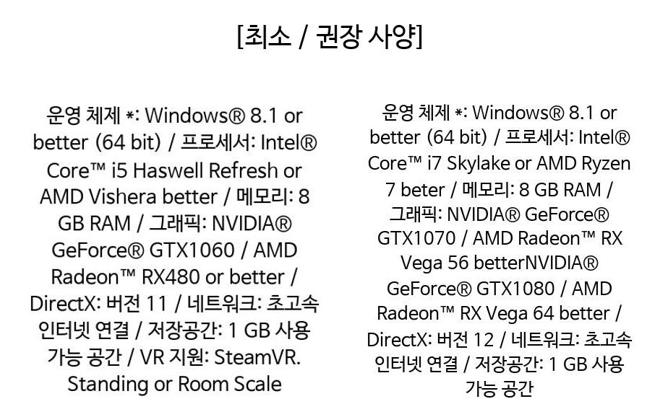 [최소 / 권장 사양]
운영 체제 *: Windows® 8.1 or
better (64 bit) / 프로세서: Intel®
Core™ i5 Haswell Refresh or
AMD Vishera better / 메모리: 8
GB RAM / 그래픽: NVIDIA®
GeForce® GTX1060 / AMD
Radeon™ RX480 or better /
DirectX: 버전 11 / 네트워크: 초고속
인터넷 연결 / 저장공간: 1 GB 사용
가능 공간 / VR 지원: SteamVR.
Standing or Room Scale
운영 체제 *: Windows® 8.1 or
better (64 bit) / 프로세서: Intel®
Core™ i7 Skylake or AMD Ryzen
7 beter / 메모리: 8 GB RAM /
그래픽: NVIDIA® GeForce®
GTX1070 / AMD Radeon™ RX
Vega 56 betterNVIDIA®
GeForce® GTX1080 / AMD
Radeon™ RX Vega 64 better /
DirectX: 버전 12 / 네트워크: 초고속
인터넷 연결 / 저장공간: 1 GB 사용
가능 공간